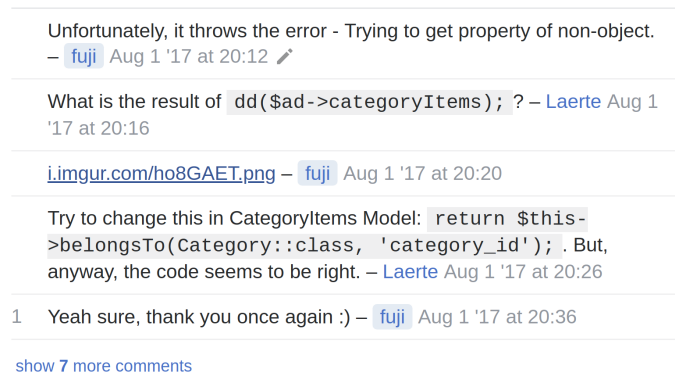 Unfortunately, it throws the error - Trying to get property of non-object.
– fuji Aug 1 '17 at 20:12
What is the result of dd($ad->categoryItems); ? – Laerte Aug 1
'17 at 20:16
i.imgur.com/ho8GAET.png – fuji Aug 1 '17 at 20:20
Try to change this in CategoryItems Model: return $this-
>belongsTo(Category::class, 'category_id'); . But,
anyway, the code seems to be right. – Laerte Aug 1 '17 at 20:26
1 Yeah sure, thank you once again :) – fuji Aug 1 '17 at 20:36
show 7 more comments